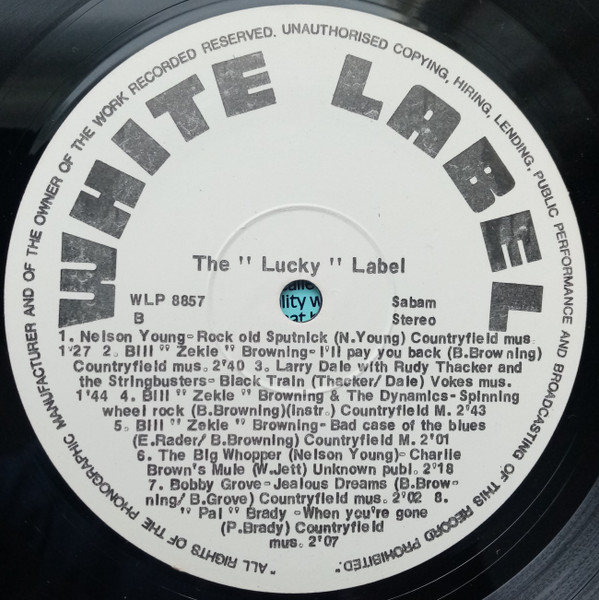 "ALL RIGHTS OF THE PHONOGRAPHIC MANUFACTURER AND OF THE OWNER OF THE WORK RECORDED RESERVED. UNAUTHORISED COPYING, HIRING, LENDING, PUBLIC PERFORMANCE AND BROADCASTING OF THIS RECORD PROHIBITED."
WHITE LABEL
The " Lucky " Label
WLP 8857 Sabam
B Stereo
1. Nelson Young-Rock old Sputnick (N.Young) Countryfield mus.
1"27 2. Bill " Zekie " Browning-I'll pay you back (B.Browning)
Countryfield mus. 2"40 3. Larry Dale with Rudy Thacker and
the Stringbusters- Black Train (Thacker/ Dale) Vokes mus.
1"44 4. Bill " Zekie " Browning & The Dynamics- Spinning
wheel rock (B.Browning)(instr.) Countryfield M. 2"43
5. Bill " Zekie " Browning- Bad case of the blues
(E.Rader/ B.Browning) Countryfield M. 2"01
6. The Big Whopper (Nelson Young)- Charlie
Brown's Mule (W.Jett) Unknown publ. 2"18
7. Bobby Grove-Jealous Dreams (B.Brow-
ning/ B.Grove) Countryfield mus. 2"02 8.
" Pal " Brady -When you're gone
(P.Brady) Countryfield
mus. 2"07
lity w